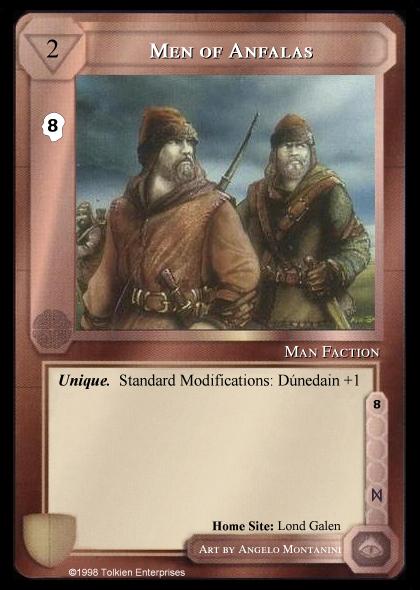 2
MEN OF ANFALAS
8
MAN FACTION
Unique. Standard Modifications: Dúnedain +1
8
ᛞ
Home Site: Lond Galen
ART BY ANGELO MONTANINI
©1998 Tolkien Enterprises